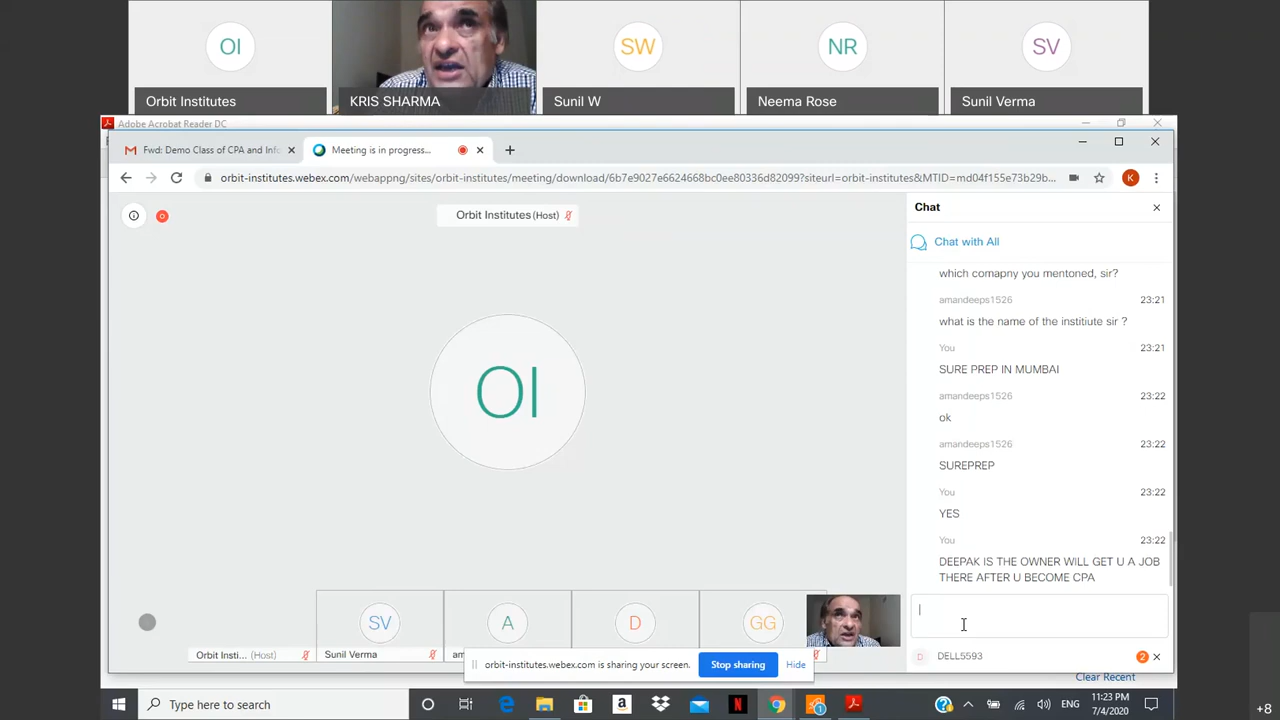 OI
SW
NR
SV
Orbit Institutes
KRIS SHARMA
Sunil W
Neema Rose
Sunil Verma
Adobe Acrobat Reader DC
Fwd: Demo Class of CPA and Info
Meeting is in progress...
orbit-institutes.webex.com/webappng/sites/orbit-institutes/meeting/download/6b7e9027e6624668bc0ee80336d82099?siteurl=orbit-institutes&MTID=md04f155e73b29b...
K
Orbit Institutes (Host)
Chat
Chat with All
which comapny you mentoned, sir?
amandeeps1526 23:21
what is the name of the institiute sir ?
You 23:21
SURE PREP IN MUMBAI
amandeeps1526 23:22
ok
amandeeps1526 23:22
SUREPREP
You 23:22
YES
You 23:22
DEEPAK IS THE OWNER WILL GET U A JOB
THERE AFTER U BECOME CPA
OI
SV
A
D
GG
Orbit Insti... (Host)
Sunil Verma
am
orbit-institutes.webex.com is sharing your screen.
Stop sharing
Hide
D
DELL5593
2
Clear Recent
Type here to search
ENG
11:23 PM
7/4/2020
+8